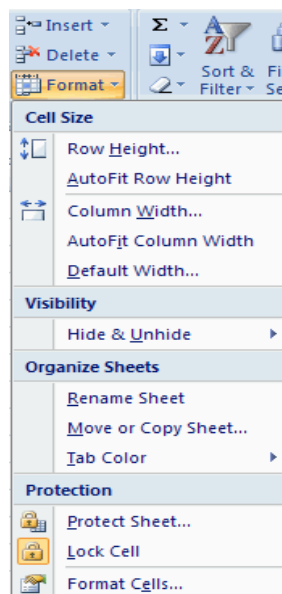 Insert
Σ
Delete
Format
A
Z
Sort &
Filter
Fi
Se
Cell Size
Row Height...
AutoFit Row Height
Column Width...
AutoFit Column Width
Default Width...
Visibility
Hide & Unhide
Organize Sheets
Rename Sheet
Move or Copy Sheet...
Tab Color
Protection
Protect Sheet...
Lock Cell
Format Cells...